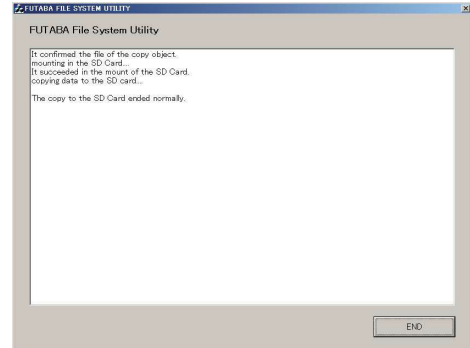 FUTABA FILE SYSTEM UTILITY
FUTABA File System Utility
It confirmed the file of the copy object.
mounting in the SD Card...
It succeeded in the mount of the SD Card.
copying data to the SD card...
The copy to the SD Card ended normally.
END